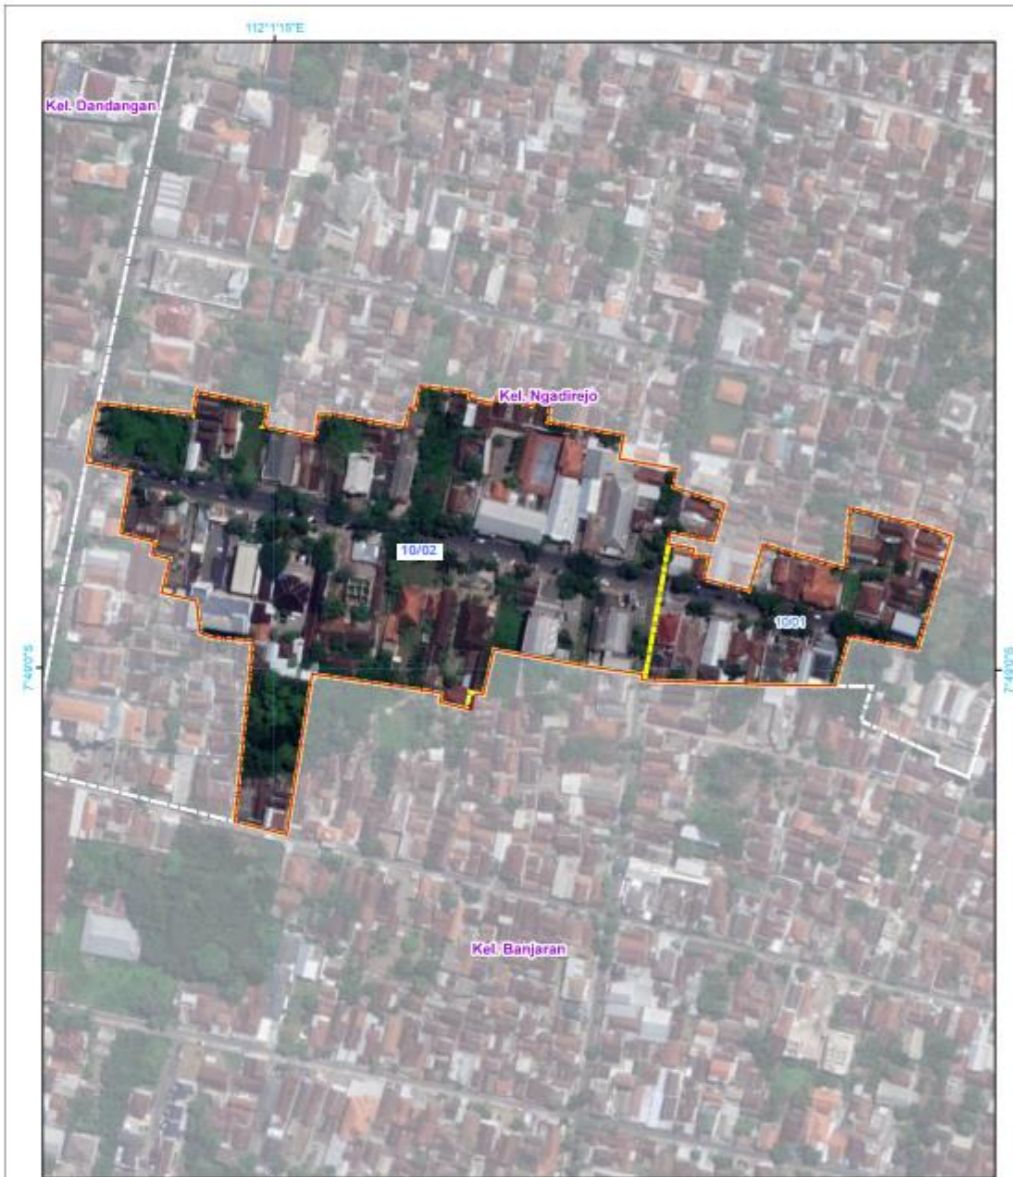 112°1'15"E
Kel. Dandangan
Kel. Ngadirejo
10/02
10/01
7°49'0"S
7°49'0"S
Kel. Banjaran